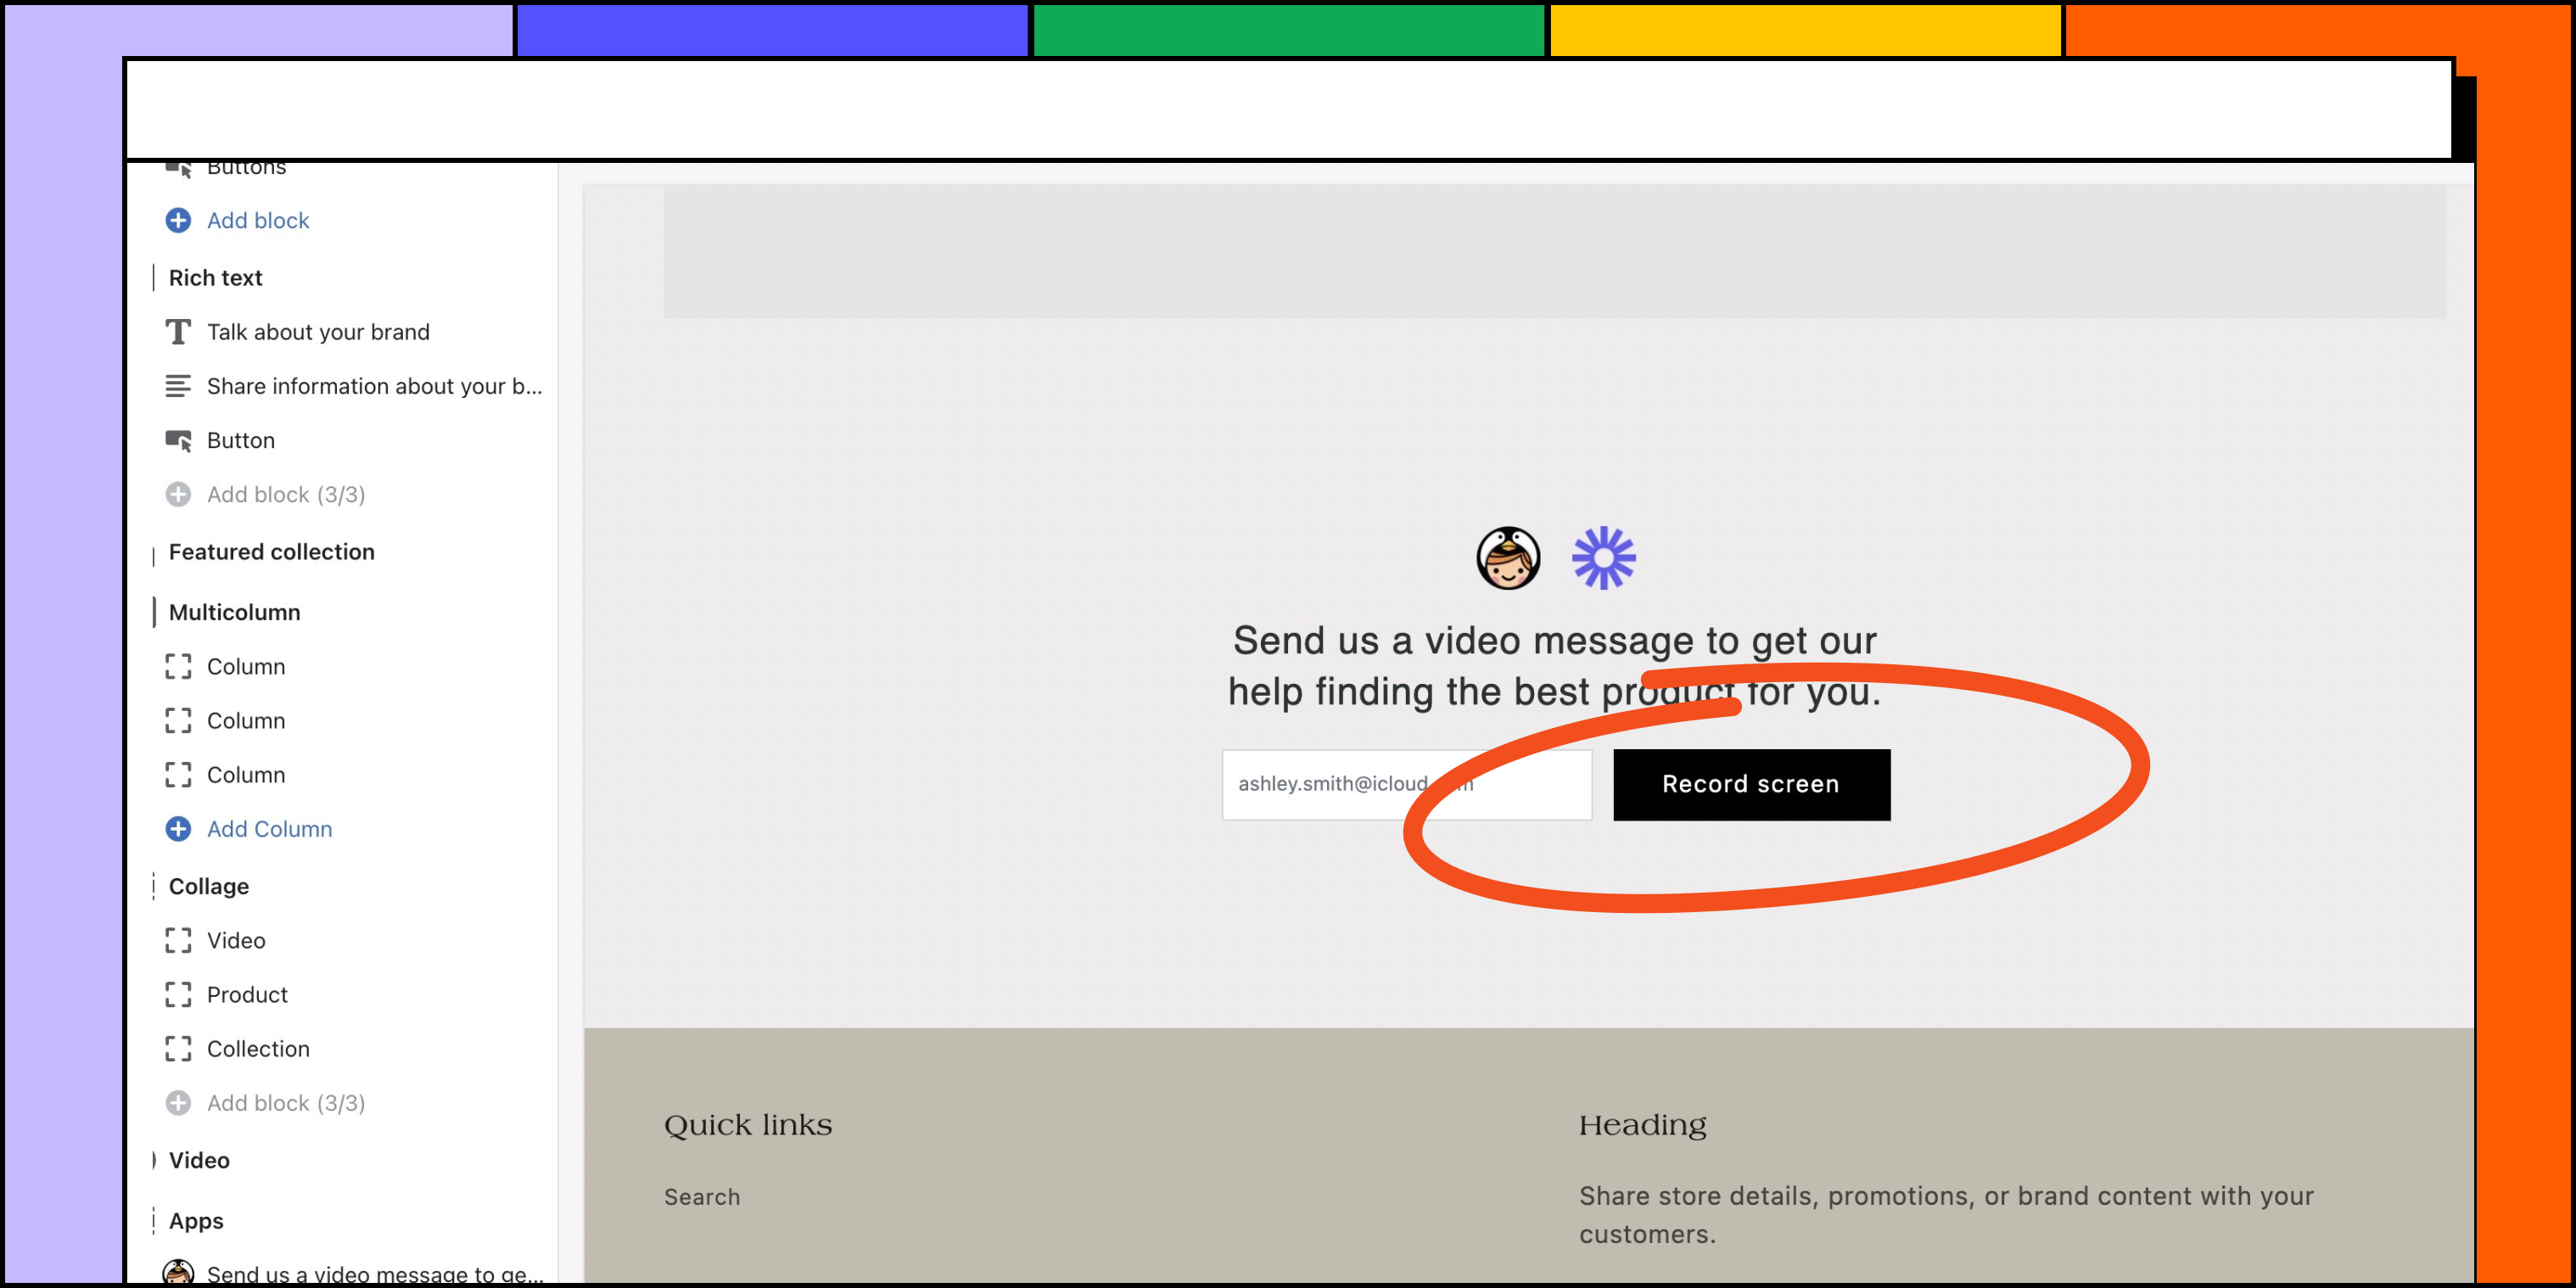 Buttons
Add block
Rich text
Talk about your brand
Share information about your b...
Button
Add block (3/3)
Featured collection
Multicolumn
Column
Column
Column
Add Column
Collage
Video
Product
Collection
Add block (3/3)
Video
Apps
Send us a video message to ge...
Send us a video message to get our
help finding the best product for you.
ashley.smith@icloud.com
Record screen
Quick links
Search
Heading
Share store details, promotions, or brand content with your
customers.